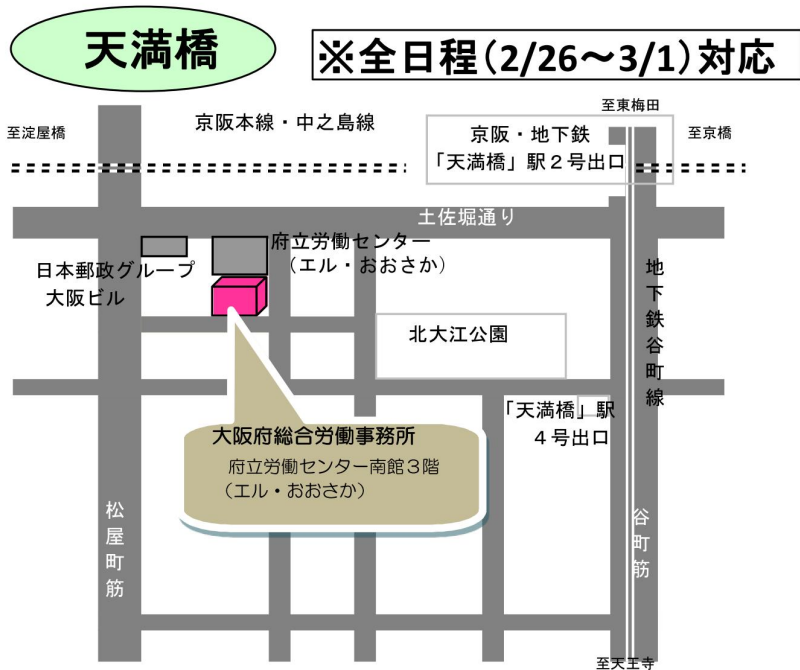 天満橋
※全日程(2/26～3/1)対応
至東梅田
至淀屋橋
京阪本線・中之島線
京阪・地下鉄
「天満橋」駅２号出口
至京橋
土佐堀通り
府立労働センター
（エル・おおさか）
日本郵政グループ
大阪ビル
地下鉄谷町線
北大江公園
「天満橋」駅
４号出口
大阪府総合労働事務所
府立労働センター南館３階
（エル・おおさか）
松屋町筋
谷町筋
至天王寺